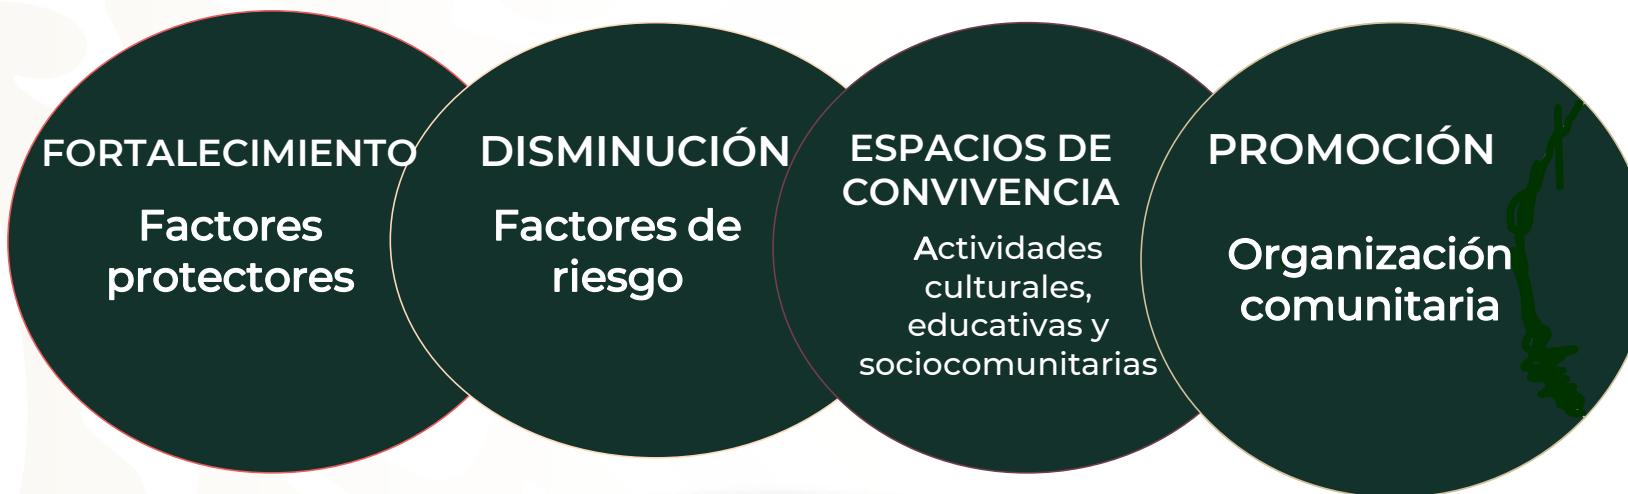 FORTALECIMIENTO
Factores
protectores
DISMINUCIÓN
Factores de
riesgo
ESPACIOS DE
CONVIVENCIA
Actividades
culturales,
educativas y
sociocomunitarias
PROMOCIÓN
Organización
comunitaria